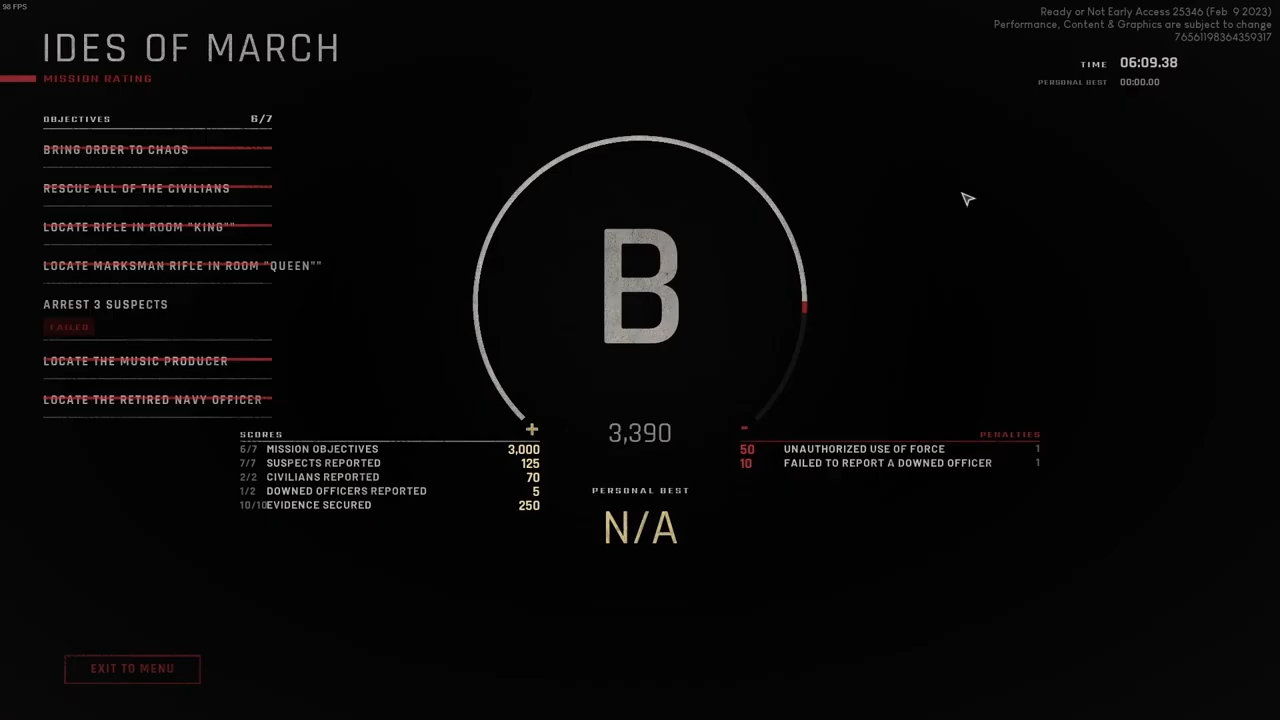 98 FPS
Ready or Not Early Access 25346 (Feb 9 2023)
Performance, Content & Graphics are subject to change
76561198364359317
IDES OF MARCH
MISSION RATING
TIME 06:09.38
PERSONAL BEST 00:00.00
OBJECTIVES 6/7
BRING ORDER TO CHAOS
RESCUE ALL OF THE CIVILIANS
LOCATE RIFLE IN ROOM "KING""
LOCATE MARKSMAN RIFLE IN ROOM "QUEEN""
ARREST 3 SUSPECTS
FAILED
LOCATE THE MUSIC PRODUCER
LOCATE THE RETIRED NAVY OFFICER
B
3,390
SCORES +
6/7 MISSION OBJECTIVES 3,000
7/7 SUSPECTS REPORTED 125
2/2 CIVILIANS REPORTED 70
1/2 DOWNED OFFICERS REPORTED 5
10/10 EVIDENCE SECURED 250
- PENALTIES
50 UNAUTHORIZED USE OF FORCE 1
10 FAILED TO REPORT A DOWNED OFFICER 1
PERSONAL BEST
N/A
EXIT TO MENU